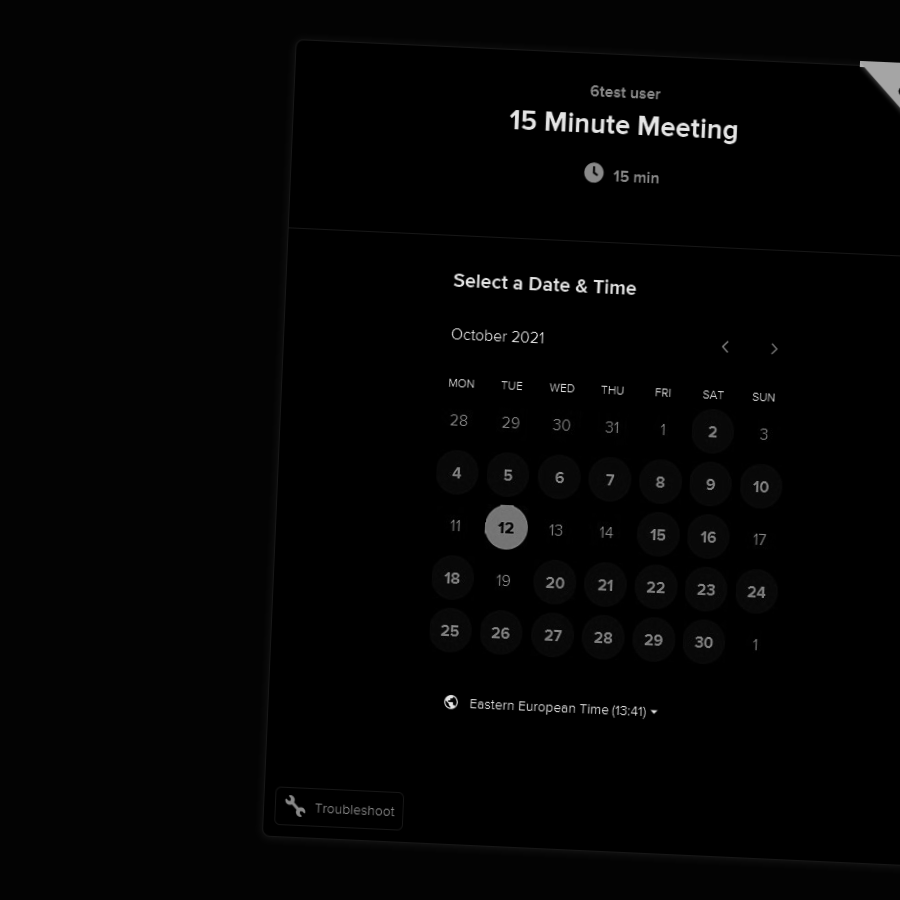 6test user
15 Minute Meeting
15 min
Select a Date & Time
October 2021
MON TUE WED THU FRI SAT SUN
28 29 30 31 1 2 3
4 5 6 7 8 9 10
11 12 13 14 15 16 17
18 19 20 21 22 23 24
25 26 27 28 29 30 1
Eastern European Time (13:41)
Troubleshoot